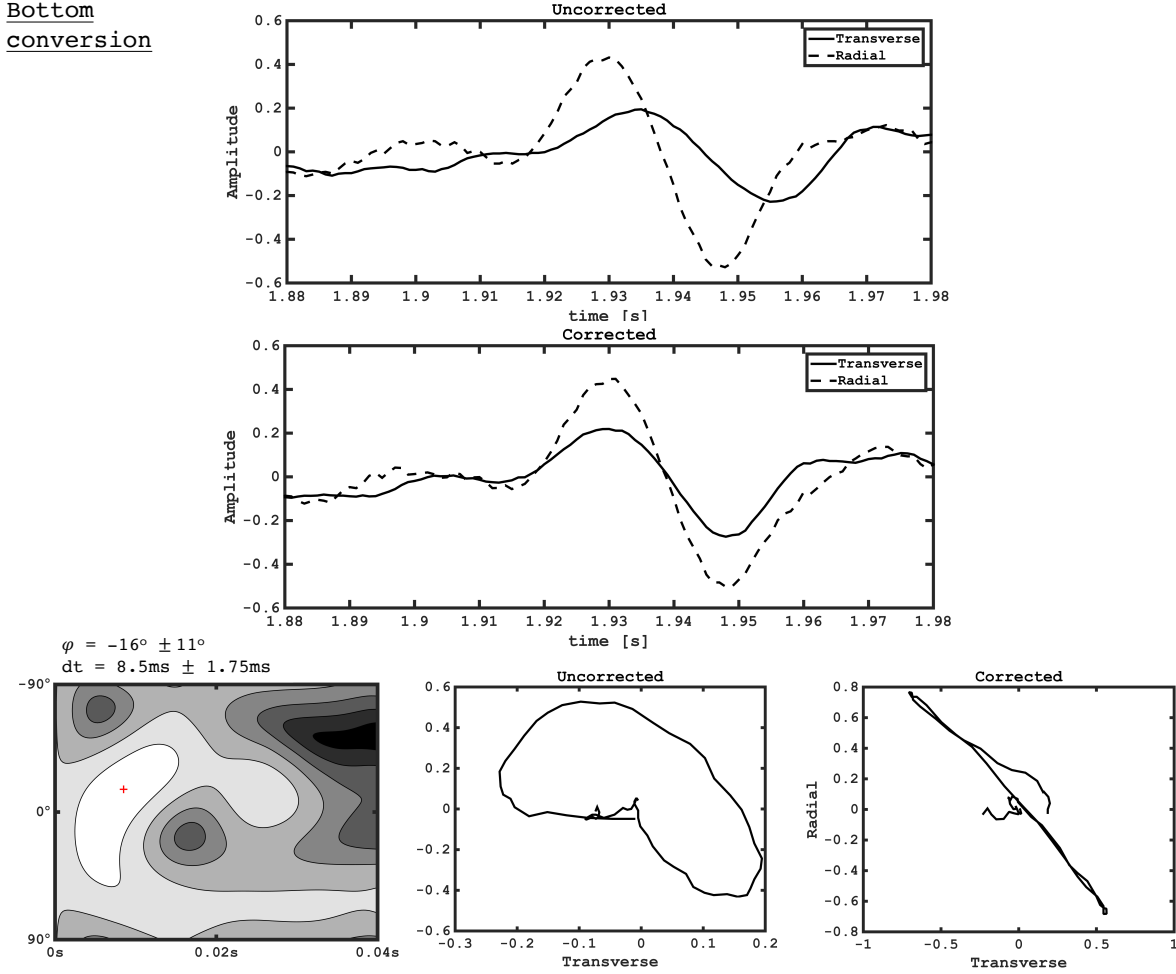 Bottom
conversion
Uncorrected
0.6
0.4
0.2
0
-0.2
-0.4
-0.6
Amplitude
Transverse
Radial
1.88 1.89 1.9 1.91 1.92 1.93 1.94 1.95 1.96 1.97 1.98
time [s]
Corrected
0.6
0.4
0.2
0
-0.2
-0.4
-0.6
Amplitude
Transverse
Radial
1.88 1.89 1.9 1.91 1.92 1.93 1.94 1.95 1.96 1.97 1.98
time [s]
φ = -16° ± 11°
dt = 8.5ms ± 1.75ms
-90°
0°
90°
0s 0.02s 0.04s
Uncorrected
0.6
0.4
0.2
0
-0.2
-0.4
-0.6
-0.3 -0.2 -0.1 0 0.1 0.2
Transverse
Corrected
0.8
0.6
0.4
0.2
0
-0.2
-0.4
-0.6
-0.8
Radial
-1 -0.5 0 0.5 1
Transverse